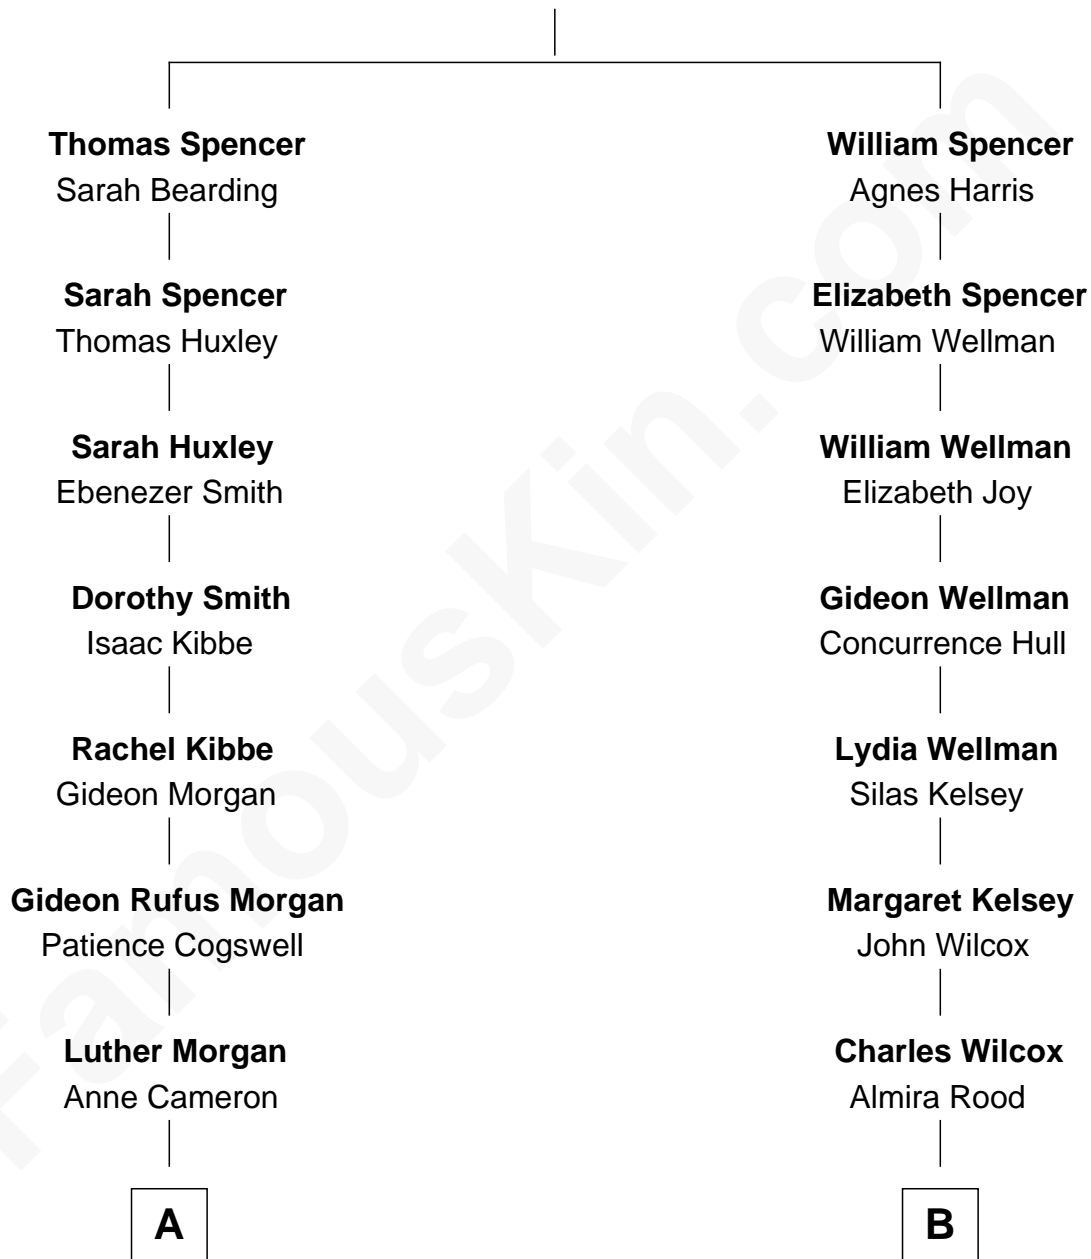 Thomas Spencer
Sarah Bearding
Sarah Spencer
Thomas Huxley
Sarah Huxley
Ebenezer Smith
Dorothy Smith
Isaac Kibbe
Rachel Kibbe
Gideon Morgan
Gideon Rufus Morgan
Patience Cogswell
Luther Morgan
Anne Cameron
A
William Spencer
Agnes Harris
Elizabeth Spencer
William Wellman
William Wellman
Elizabeth Joy
Gideon Wellman
Concurrence Hull
Lydia Wellman
Silas Kelsey
Margaret Kelsey
John Wilcox
Charles Wilcox
Almira Rood
B
FamousKin.com